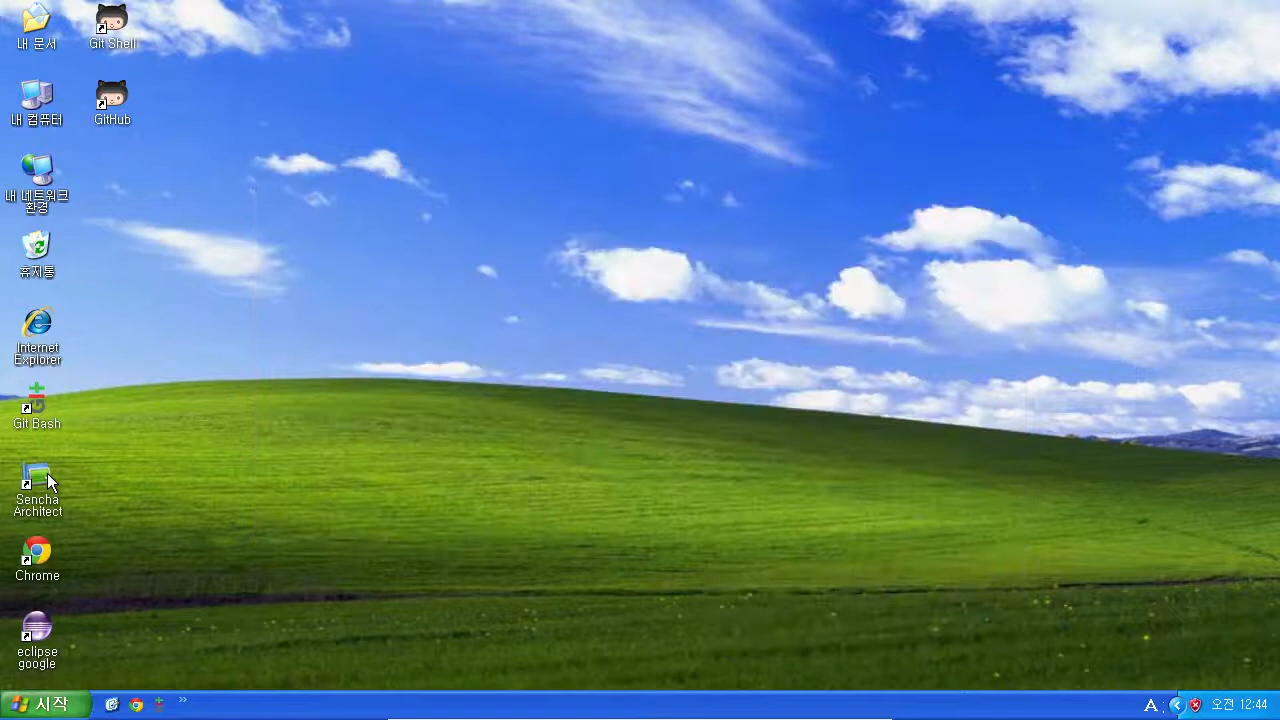 내 문서
Git Shell
내 컴퓨터
GitHub
내 네트워크
환경
휴지통
Internet
Explorer
Git Bash
Sencha
Architect
Chrome
eclipse
google
시작
A
오전 12:44